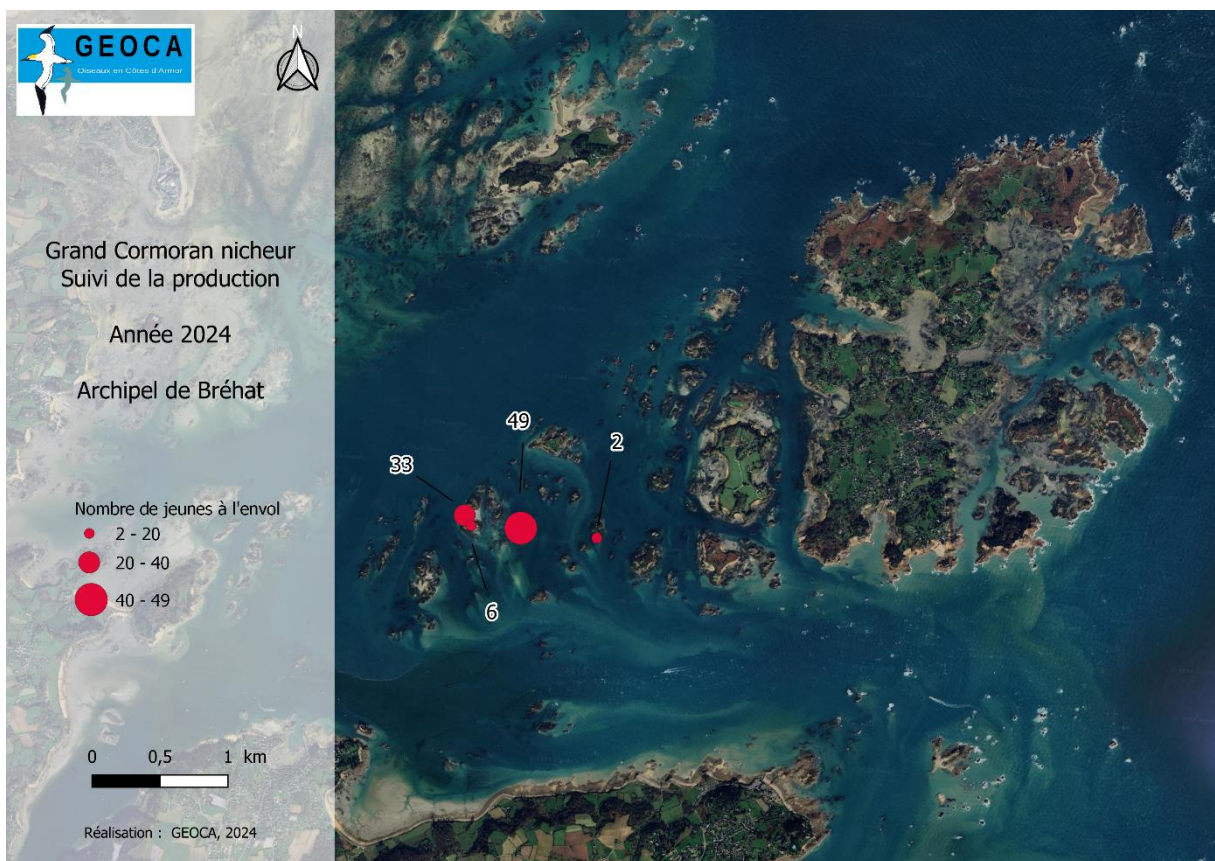 GEOCA
Oiseaux en Côtes d'Armor
N
Grand Cormoran nicheur
Suivi de la production
Année 2024
Archipel de Bréhat
49
2
33
6
Nombre de jeunes à l'envol
2 - 20
20 - 40
40 - 49
0 0,5 1 km
Réalisation : GEOCA, 2024